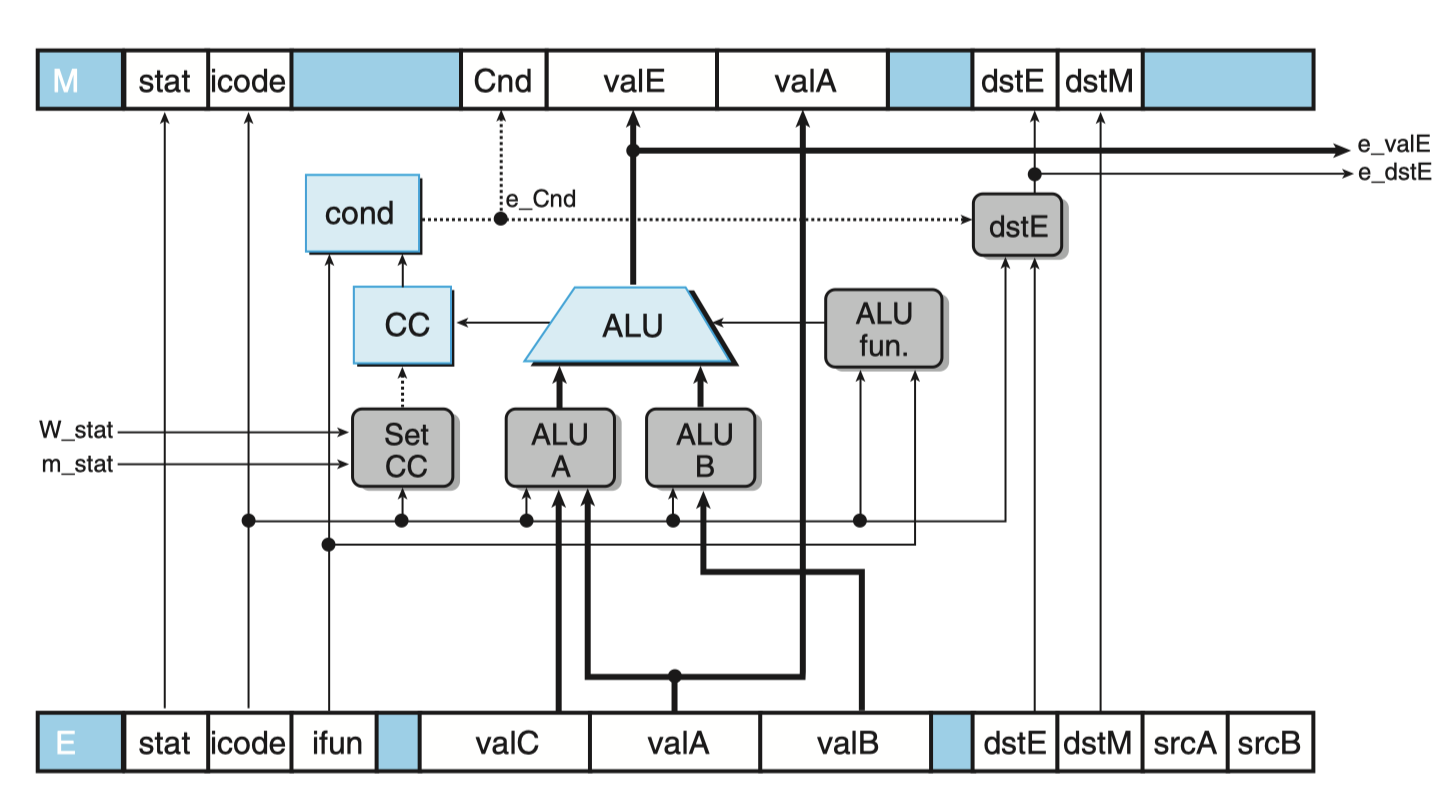 M stat icode Cnd valE valA dstE dstM
e_valE
e_dstE
e_Cnd
cond
dstE
CC
ALU
ALU
fun.
W_stat
m_stat
Set
CC
ALU
A
ALU
B
E stat icode ifun valC valA valB dstE dstM srcA srcB